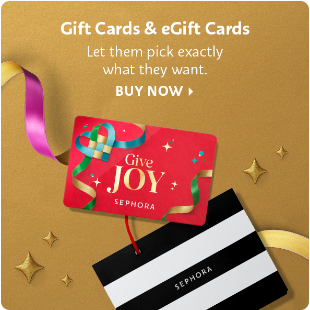 Gift Cards & eGift Cards
Let them pick exactly
what they want.
BUY NOW
Give
JOY
SEPHORA
SEPHORA